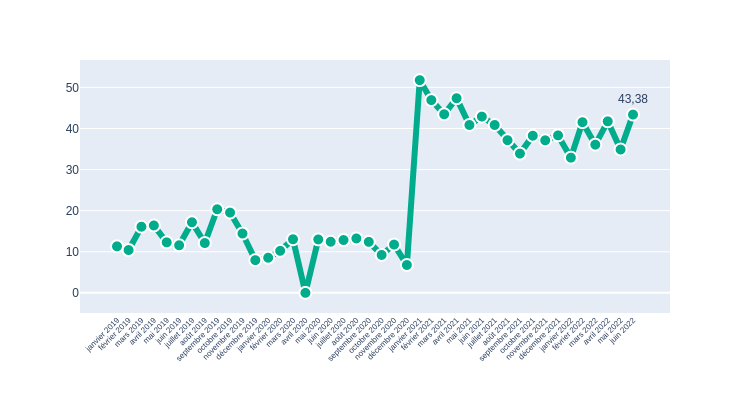 43,38
50
40
30
20
10
0
janvier 2019
février 2019
mars 2019
avril 2019
mai 2019
juin 2019
juillet 2019
août 2019
septembre 2019
octobre 2019
novembre 2019
décembre 2019
janvier 2020
février 2020
mars 2020
avril 2020
mai 2020
juin 2020
juillet 2020
août 2020
septembre 2020
octobre 2020
novembre 2020
décembre 2020
janvier 2021
février 2021
mars 2021
avril 2021
mai 2021
juin 2021
juillet 2021
août 2021
septembre 2021
octobre 2021
novembre 2021
décembre 2021
janvier 2022
février 2022
mars 2022
avril 2022
mai 2022
juin 2022